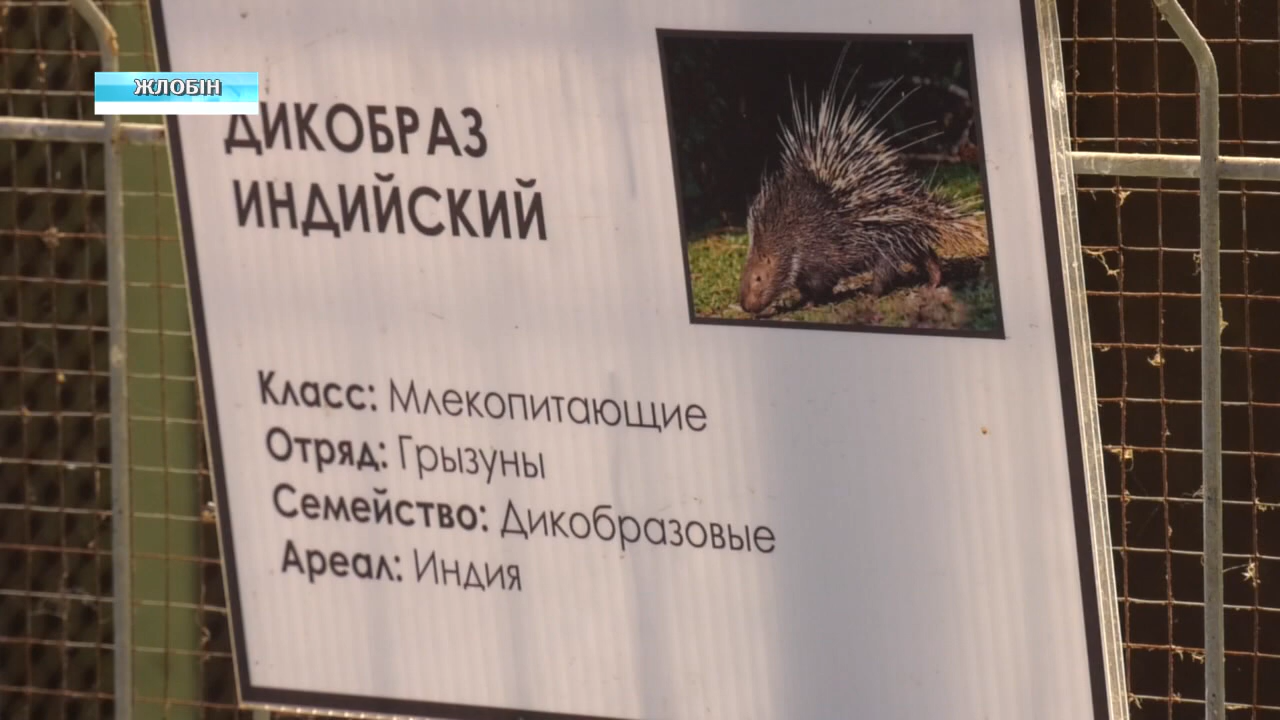 ЖЛОБІН
ДИКОБРАЗ
ИНДИЙСКИЙ
Класс: Млекопитающие
Отряд: Грызуны
Семейство: Дикобразовые
Ареал: Индия